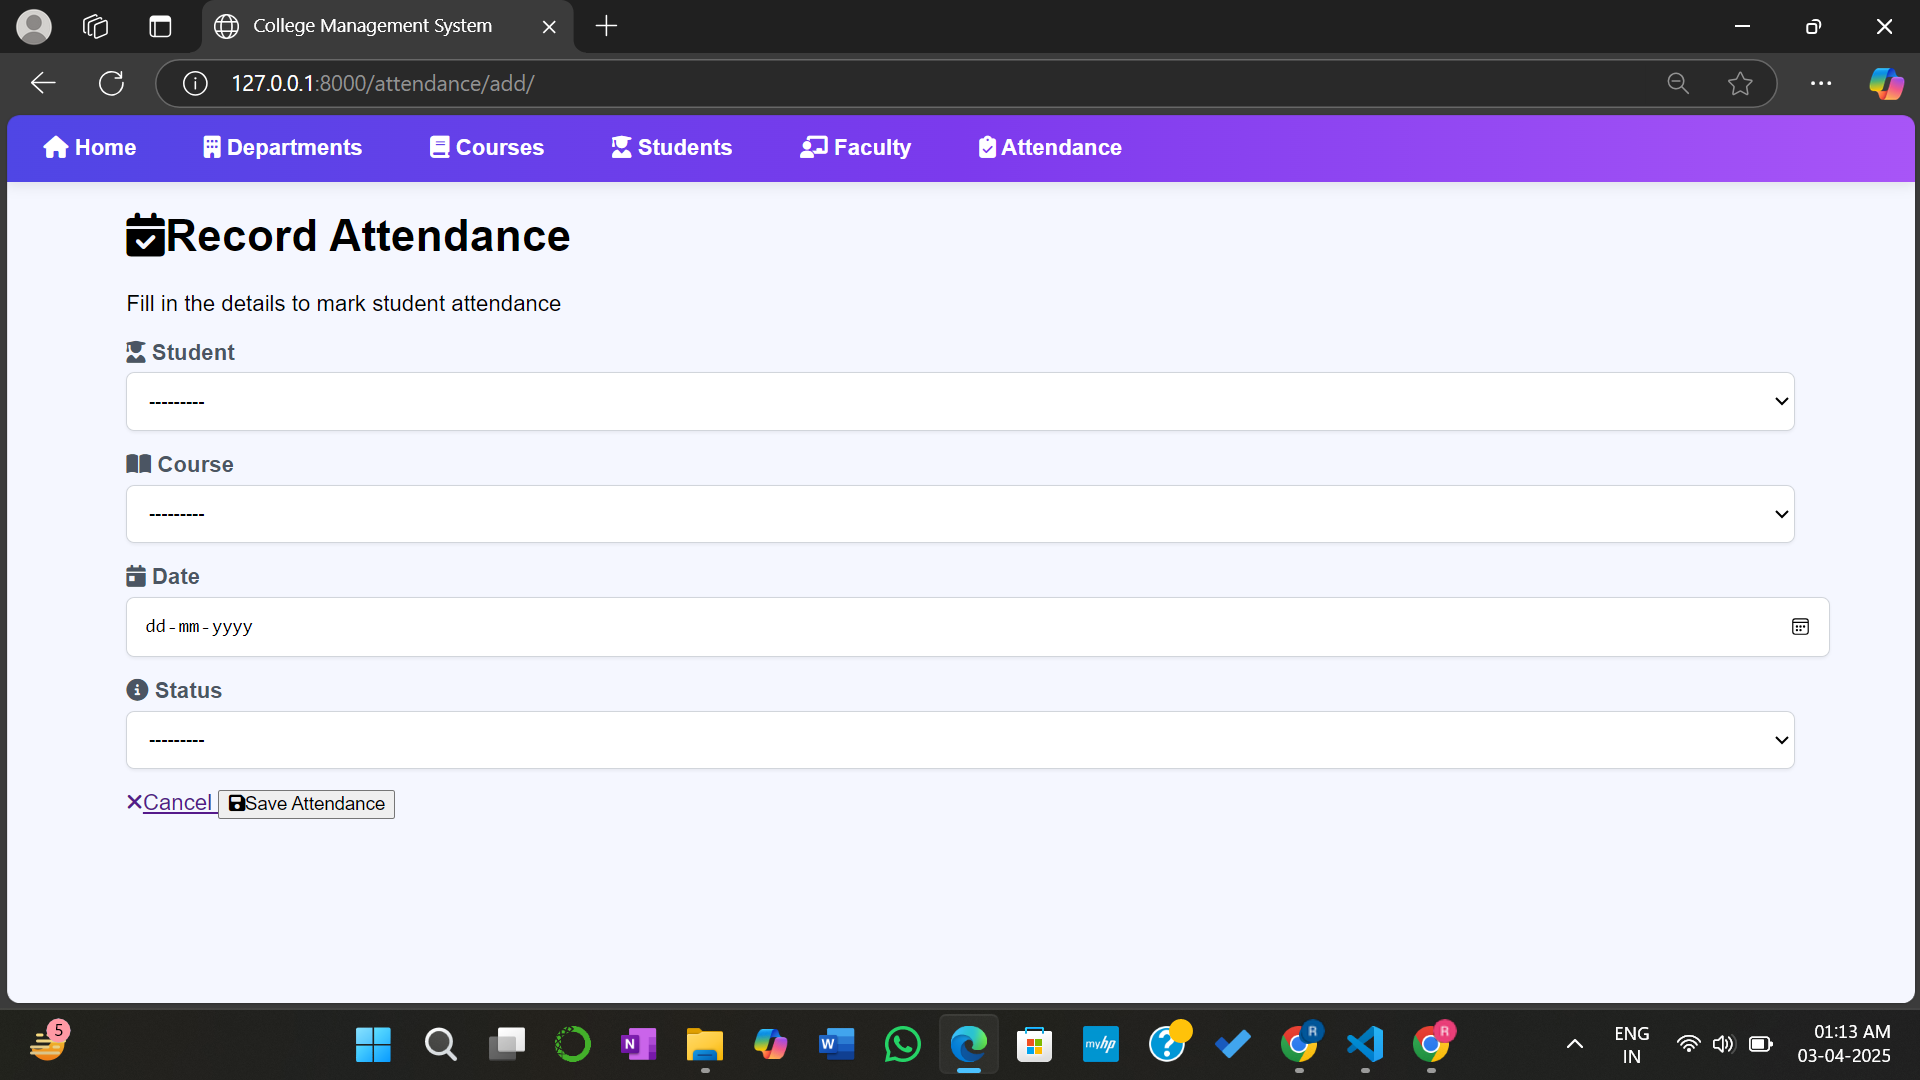 College Management System
127.0.0.1:8000/attendance/add/
Home Departments Courses Students Faculty Attendance
Record Attendance
Fill in the details to mark student attendance
Student
---------
Course
---------
Date
dd-mm-yyyy
Status
---------
Cancel Save Attendance
5
N
W
myhp
?
R
R
ENG
IN
01:13 AM
03-04-2025